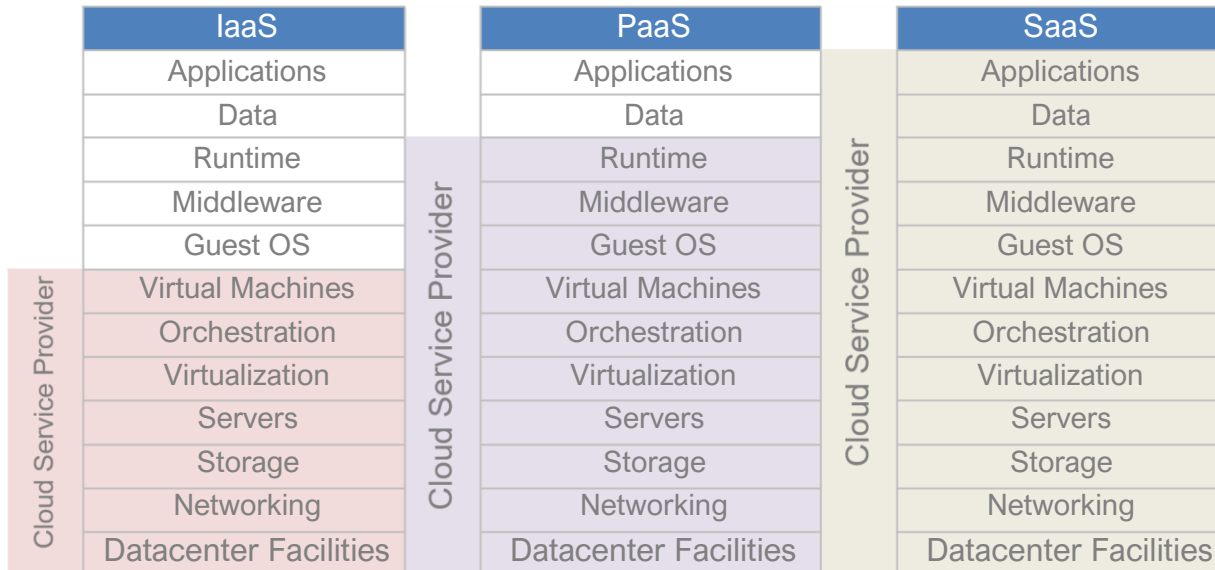 IaaS
Applications
Data
Runtime
Middleware
Guest OS
Virtual Machines
Orchestration
Virtualization
Servers
Storage
Networking
Datacenter Facilities
Cloud Service Provider
PaaS
Applications
Data
Runtime
Middleware
Guest OS
Virtual Machines
Orchestration
Virtualization
Servers
Storage
Networking
Datacenter Facilities
Cloud Service Provider
SaaS
Applications
Data
Runtime
Middleware
Guest OS
Virtual Machines
Orchestration
Virtualization
Servers
Storage
Networking
Datacenter Facilities
Cloud Service Provider